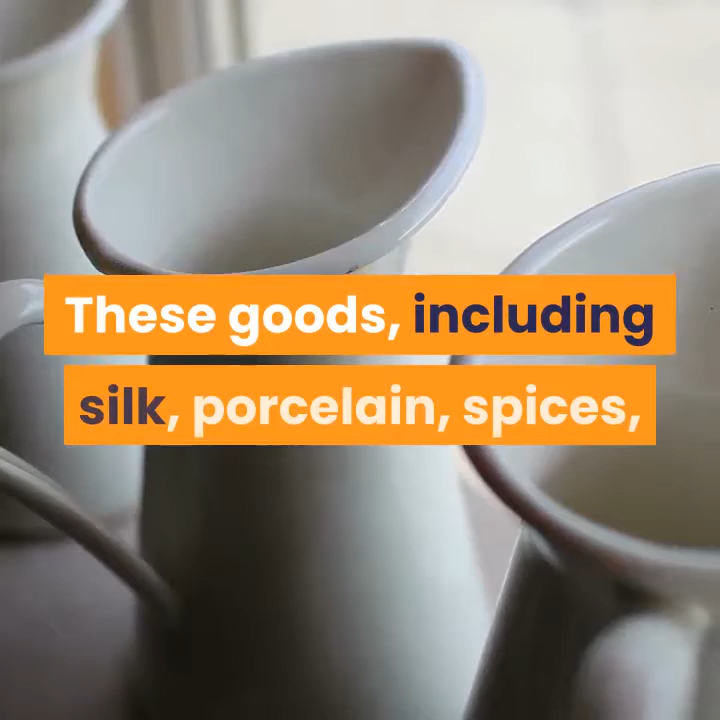 These goods, including
silk, porcelain, spices,